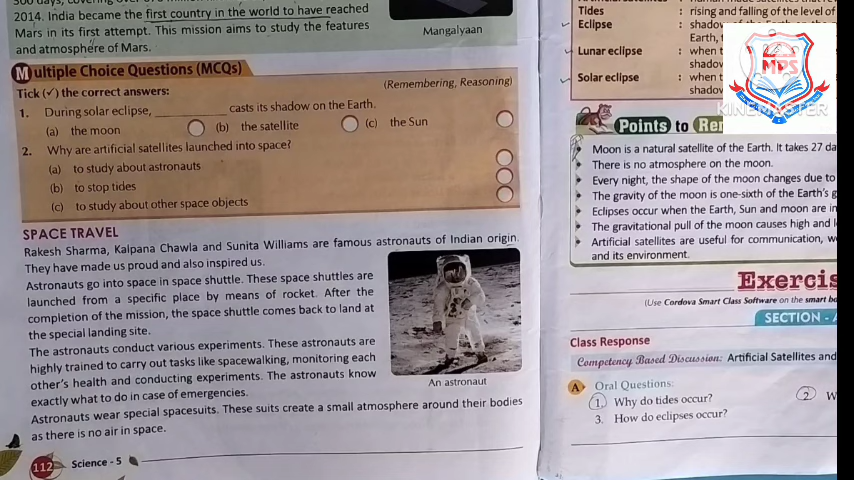 2014. India became the first country in the world to have reached
Mars in its first attempt. This mission aims to study the features
and atmosphere of Mars.
Mangalyaan
Multiple Choice Questions (MCQs)
Tick (✓) the correct answers:
(Remembering, Reasoning)
1. During solar eclipse, __________ casts its shadow on the Earth.
(a) the moon (b) the satellite (c) the Sun
2. Why are artificial satellites launched into space?
(a) to study about astronauts
(b) to stop tides
(c) to study about other space objects
SPACE TRAVEL
Rakesh Sharma, Kalpana Chawla and Sunita Williams are famous astronauts of Indian origin.
They have made us proud and also inspired us.
Astronauts go into space in space shuttle. These space shuttles are
launched from a specific place by means of rocket. After the
completion of the mission, the space shuttle comes back to land at
the special landing site.
The astronauts conduct various experiments. These astronauts are
highly trained to carry out tasks like spacewalking, monitoring each
other's health and conducting experiments. The astronauts know
exactly what to do in case of emergencies.
An astronaut
Astronauts wear special spacesuits. These suits create a small atmosphere around their bodies
as there is no air in space.
112 Science - 5
Tides : rising and falling of the level of
Eclipse : shadow of the
Earth,
Lunar eclipse : when
shadow
Solar eclipse : when
shadow
MPS
KINEMASTER
Points to
Moon is a natural satellite of the Earth. It takes 27
There is no atmosphere on the moon.
Every night, the shape of the moon changes due to
The gravity of the moon is one-sixth of the Earth's
Eclipses occur when the Earth, Sun and moon are in
The gravitational pull of the moon causes high and
Artificial satellites are useful for communication,
and its environment.
Exercis
(Use Cordova Smart Class Software on the smart
SECTION -
Class Response
Competency Based Discussion: Artificial Satellites and
A Oral Questions:
1. Why do tides occur?
2. W
3. How do eclipses occur?